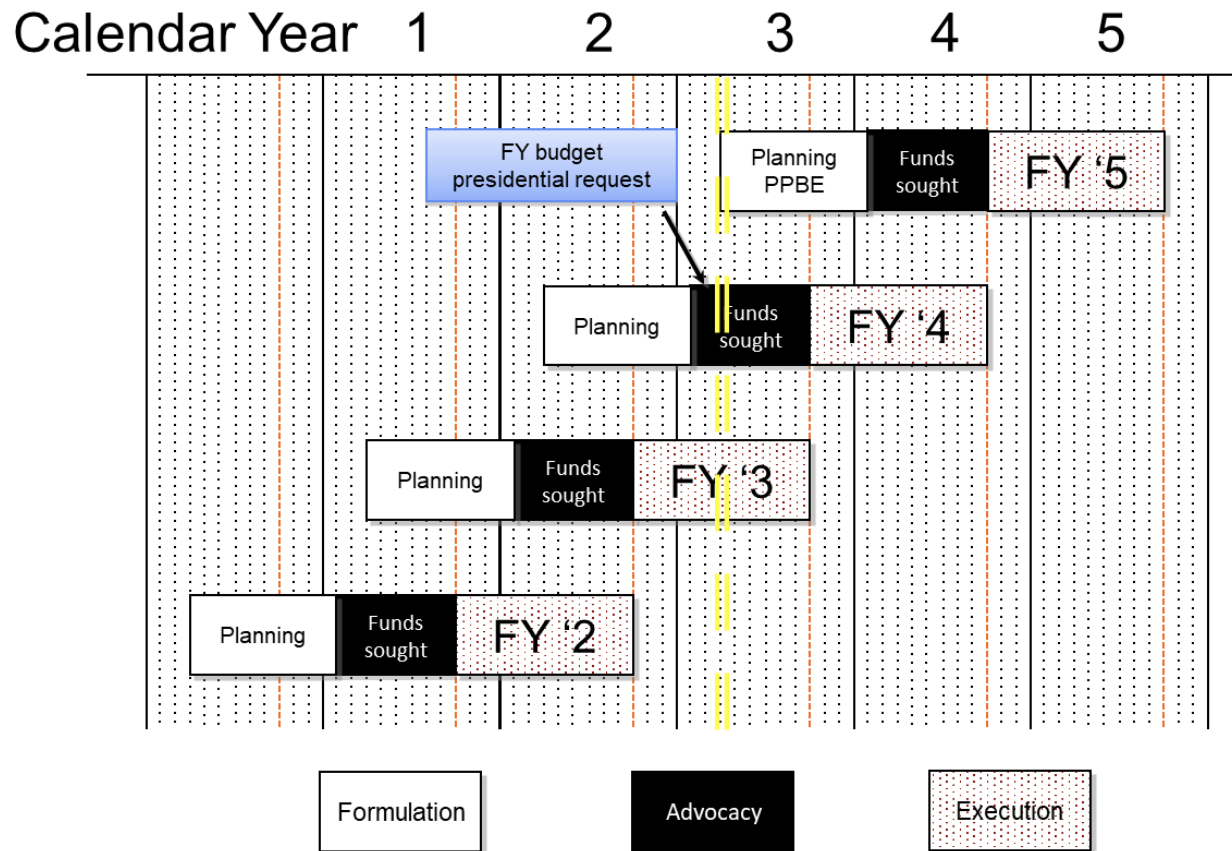 Calendar Year 1 2 3 4 5
FY budget
presidential request
Planning
PPBE
Funds
sought
FY ‘5
Planning
Funds
sought
FY ‘4
Planning
Funds
sought
FY ‘3
Planning
Funds
sought
FY ‘2
Formulation
Advocacy
Execution